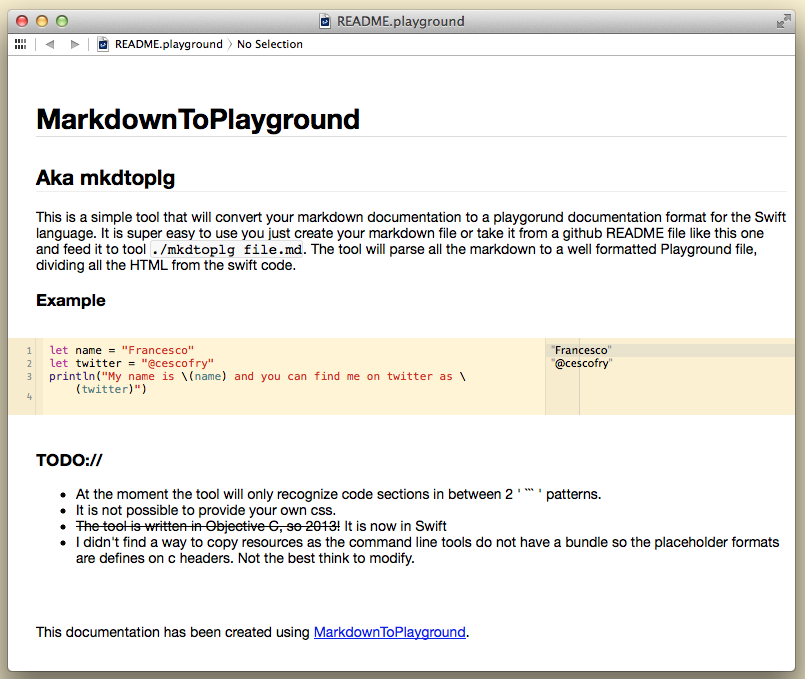 README.playground
README.playground 〉 No Selection
MarkdownToPlayground
Aka mkdtoplg
This is a simple tool that will convert your markdown documentation to a playgorund documentation format for the Swift
language. It is super easy to use you just create your markdown file or take it from a github README file like this one
and feed it to tool ./mkdtoplg file.md. The tool will parse all the markdown to a well formatted Playground file,
dividing all the HTML from the swift code.
Example
1 let name = "Francesco" "Francesco"
2 let twitter = "@cescofry" "@cescofry"
3 println("My name is \(name) and you can find me on twitter as \
(twitter)")
4
TODO://
• At the moment the tool will only recognize code sections in between 2 ' ``` ' patterns.
• It is not possible to provide your own css.
• The tool is written in Objective C, so 2013! It is now in Swift
• I didn't find a way to copy resources as the command line tools do not have a bundle so the placeholder formats
are defines on c headers. Not the best think to modify.
This documentation has been created using MarkdownToPlayground.